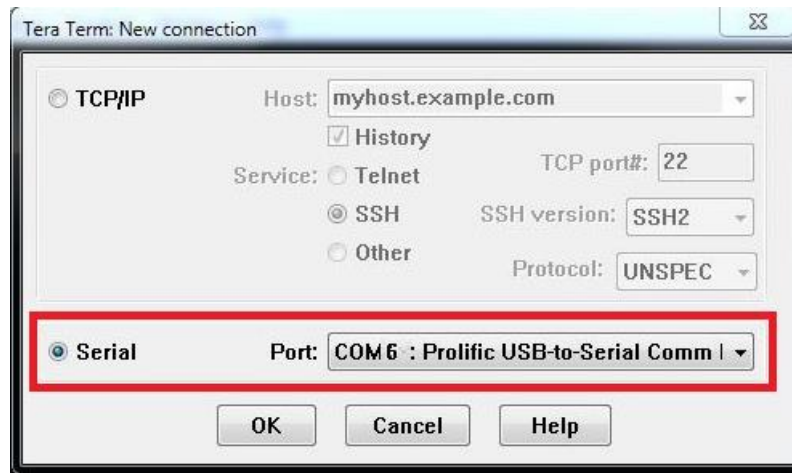 Tera Term: New connection
TCP/IP Host: myhost.example.com
History
Service: Telnet TCP port#: 22
SSH SSH version: SSH2
Other Protocol: UNSPEC
Serial Port: COM6 : Prolific USB-to-Serial Comm
OK Cancel Help